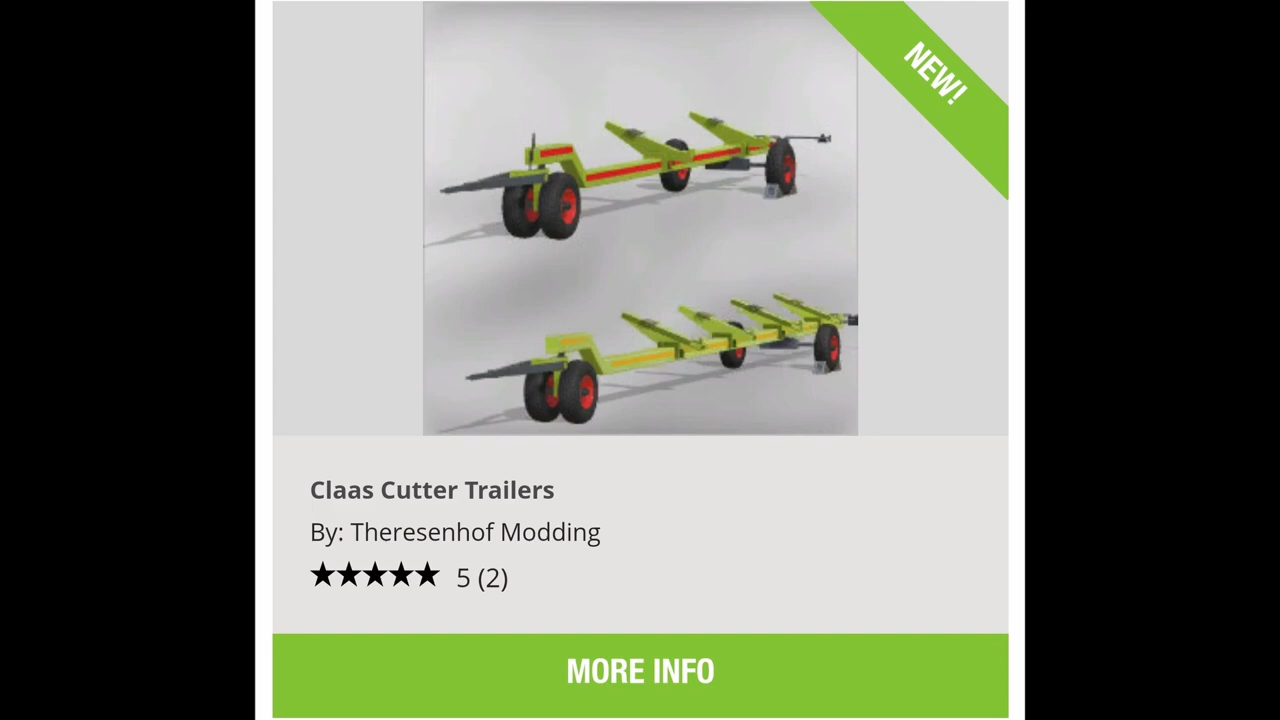 NEW!
Claas Cutter Trailers
By: Theresenhof Modding
★★★★★ 5 (2)
MORE INFO